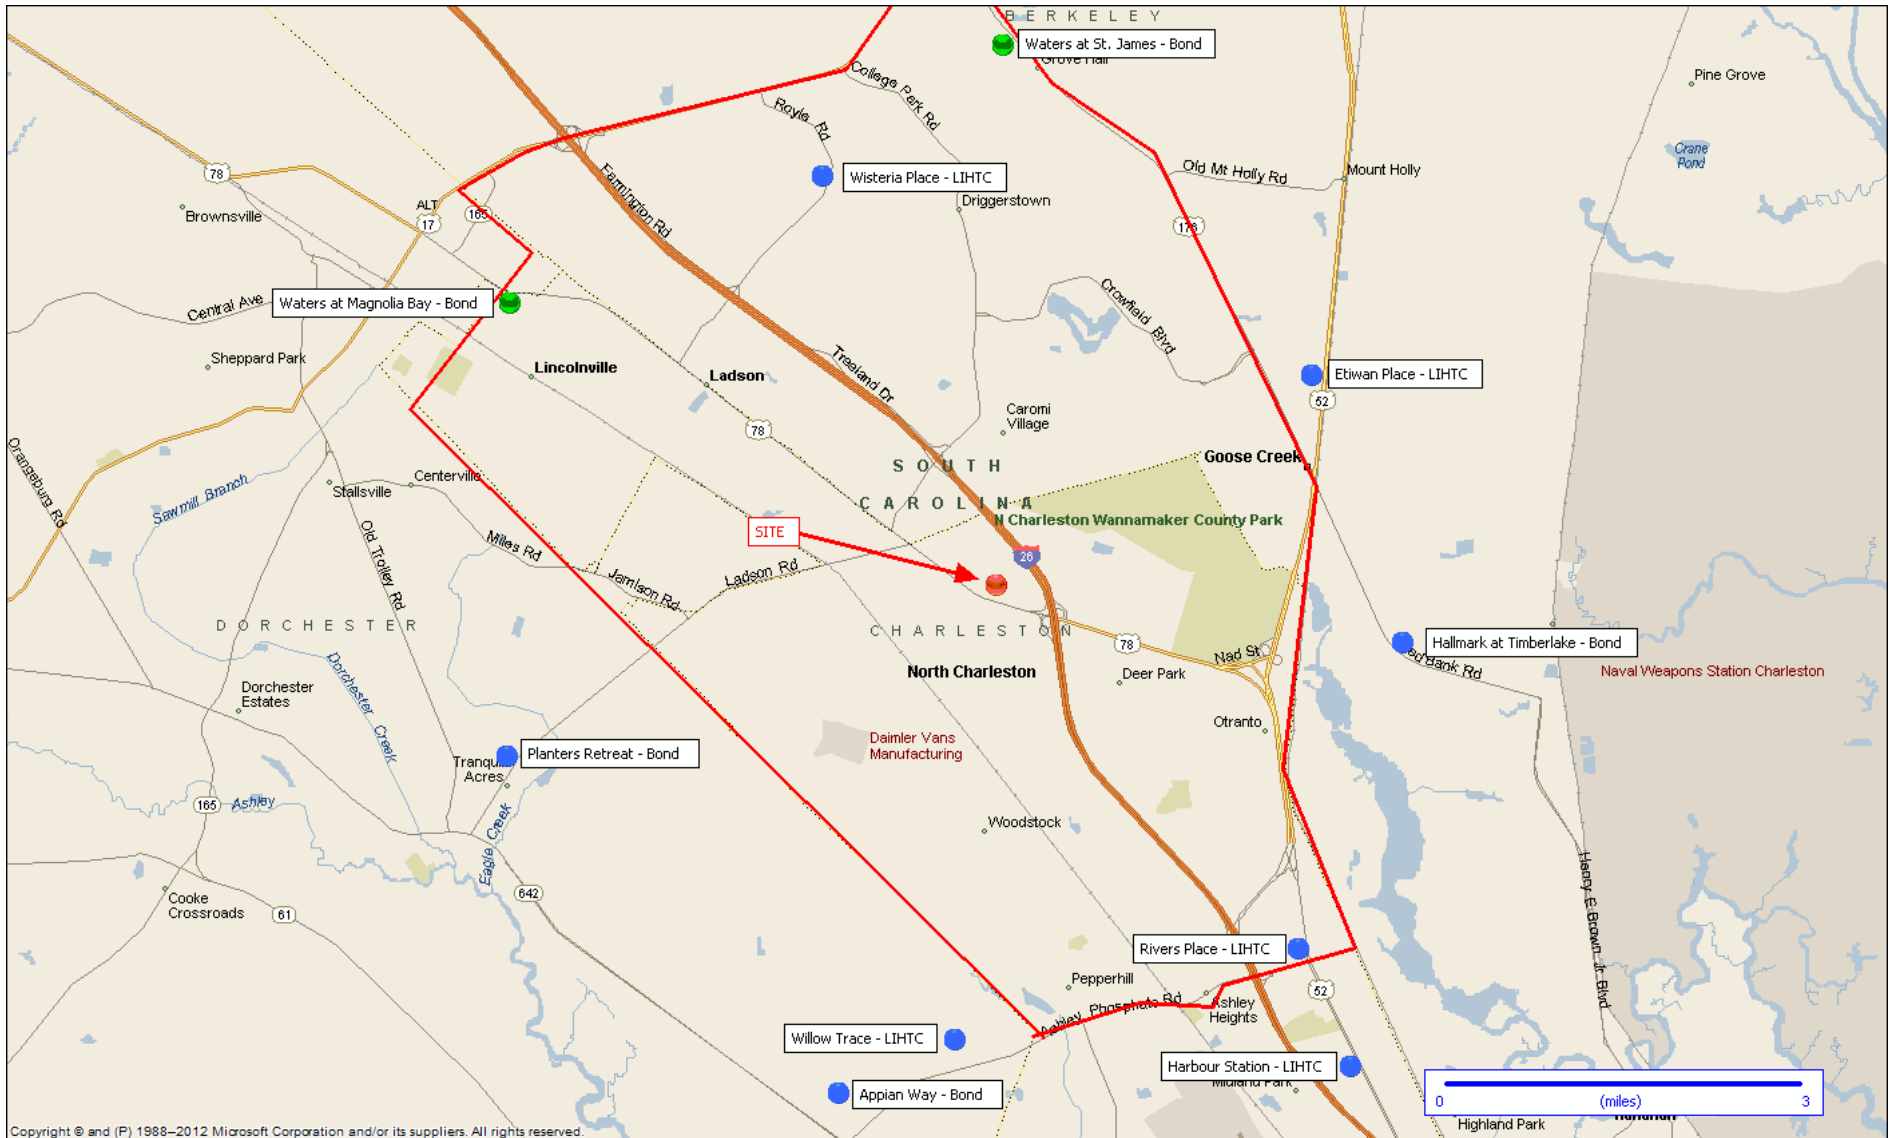 BERKELEY
Waters at St. James - Bond
Grove Hall
Pine Grove
College Park Rd
Royle Rd
Crane
Pond
Old Mt Holly Rd
Mount Holly
78
Wisteria Place - LIHTC
Farmington Rd
ALT
17
165
Brownsville
Driggerstown
176
Waters at Magnolia Bay - Bond
Central Ave
Crowfield Blvd
Sheppard Park
Lincolnville
Ladson
Treeland Dr
Etiwan Place - LIHTC
52
Caromi
Village
78
Orangeburg Rd
SOUTH
Goose Creek
Centerville
Stallsville
Sawmill Branch
CAROLINA
N Charleston Wannamaker County Park
SITE
Old Trolley Rd
Miles Rd
26
Jamison Rd
Ladson Rd
DORCHESTER
CHARLESTON
78
Nad St
Hallmark at Timberlake - Bond
ed Bank Rd
Naval Weapons Station Charleston
North Charleston
Deer Park
Dorchester
Estates
Dorchester Creek
Otranto
Daimler Vans
Manufacturing
Planters Retreat - Bond
Tranqui
Acres
165
Ashley
Eagle Creek
Woodstock
642
Cooke
Crossroads
61
Henry E Brown Jr Blvd
Rivers Place - LIHTC
Pepperhill
52
Ashley Phosphate Rd
Ashley
Heights
Willow Trace - LIHTC
Harbour Station - LIHTC
Midland Park
Appian Way - Bond
0
(miles)
3
Hanahan
Highland Park
Copyright © and (P) 1988–2012 Microsoft Corporation and/or its suppliers. All rights reserved.